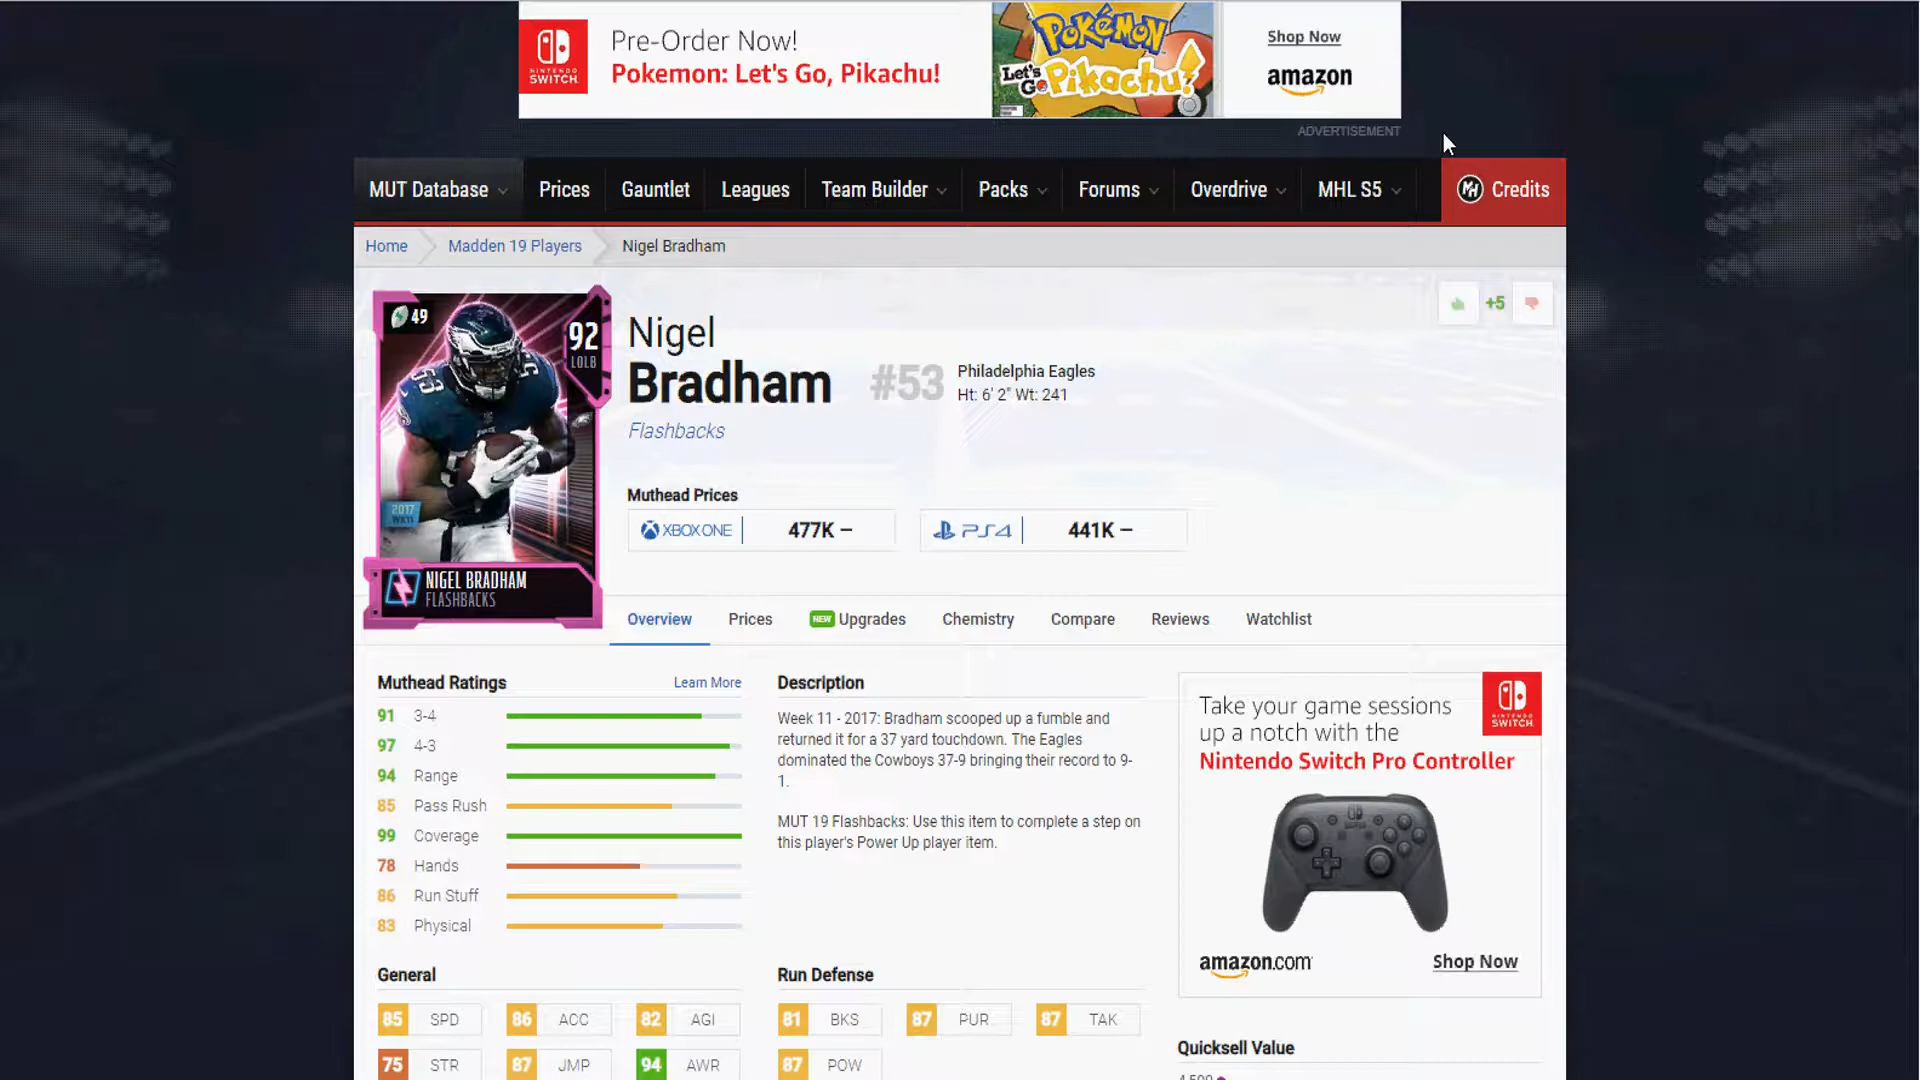 NINTENDO
SWITCH
Pre-Order Now!
Pokemon: Let's Go, Pikachu!
POKéMON
Let's Go Pikachu!
Shop Now
amazon
ADVERTISEMENT
MUT Database
Prices
Gauntlet
Leagues
Team Builder
Packs
Forums
Overdrive
MHL S5
MH Credits
Home
Madden 19 Players
Nigel Bradham
49
92
LOLB
53
2017
NIGEL BRADHAM
FLASHBACKS
Nigel
Bradham
#53
Philadelphia Eagles
Ht: 6' 2" Wt: 241
Flashbacks
+5
Muthead Prices
XBOX ONE 477K –
PS4 441K –
Overview
Prices
NEW Upgrades
Chemistry
Compare
Reviews
Watchlist
Muthead Ratings
Learn More
91 3-4
97 4-3
94 Range
85 Pass Rush
99 Coverage
78 Hands
86 Run Stuff
83 Physical
Description
Week 11 - 2017: Bradham scooped up a fumble and
returned it for a 37 yard touchdown. The Eagles
dominated the Cowboys 37-9 bringing their record to 9-
1.
MUT 19 Flashbacks: Use this item to complete a step on
this player's Power Up player item.
Take your game sessions
up a notch with the
Nintendo Switch Pro Controller
NINTENDO
SWITCH
amazon.com
Shop Now
General
85 SPD 86 ACC 82 AGI
75 STR 87 JMP 94 AWR
Run Defense
81 BKS 87 PUR 87 TAK
87 POW
Quicksell Value